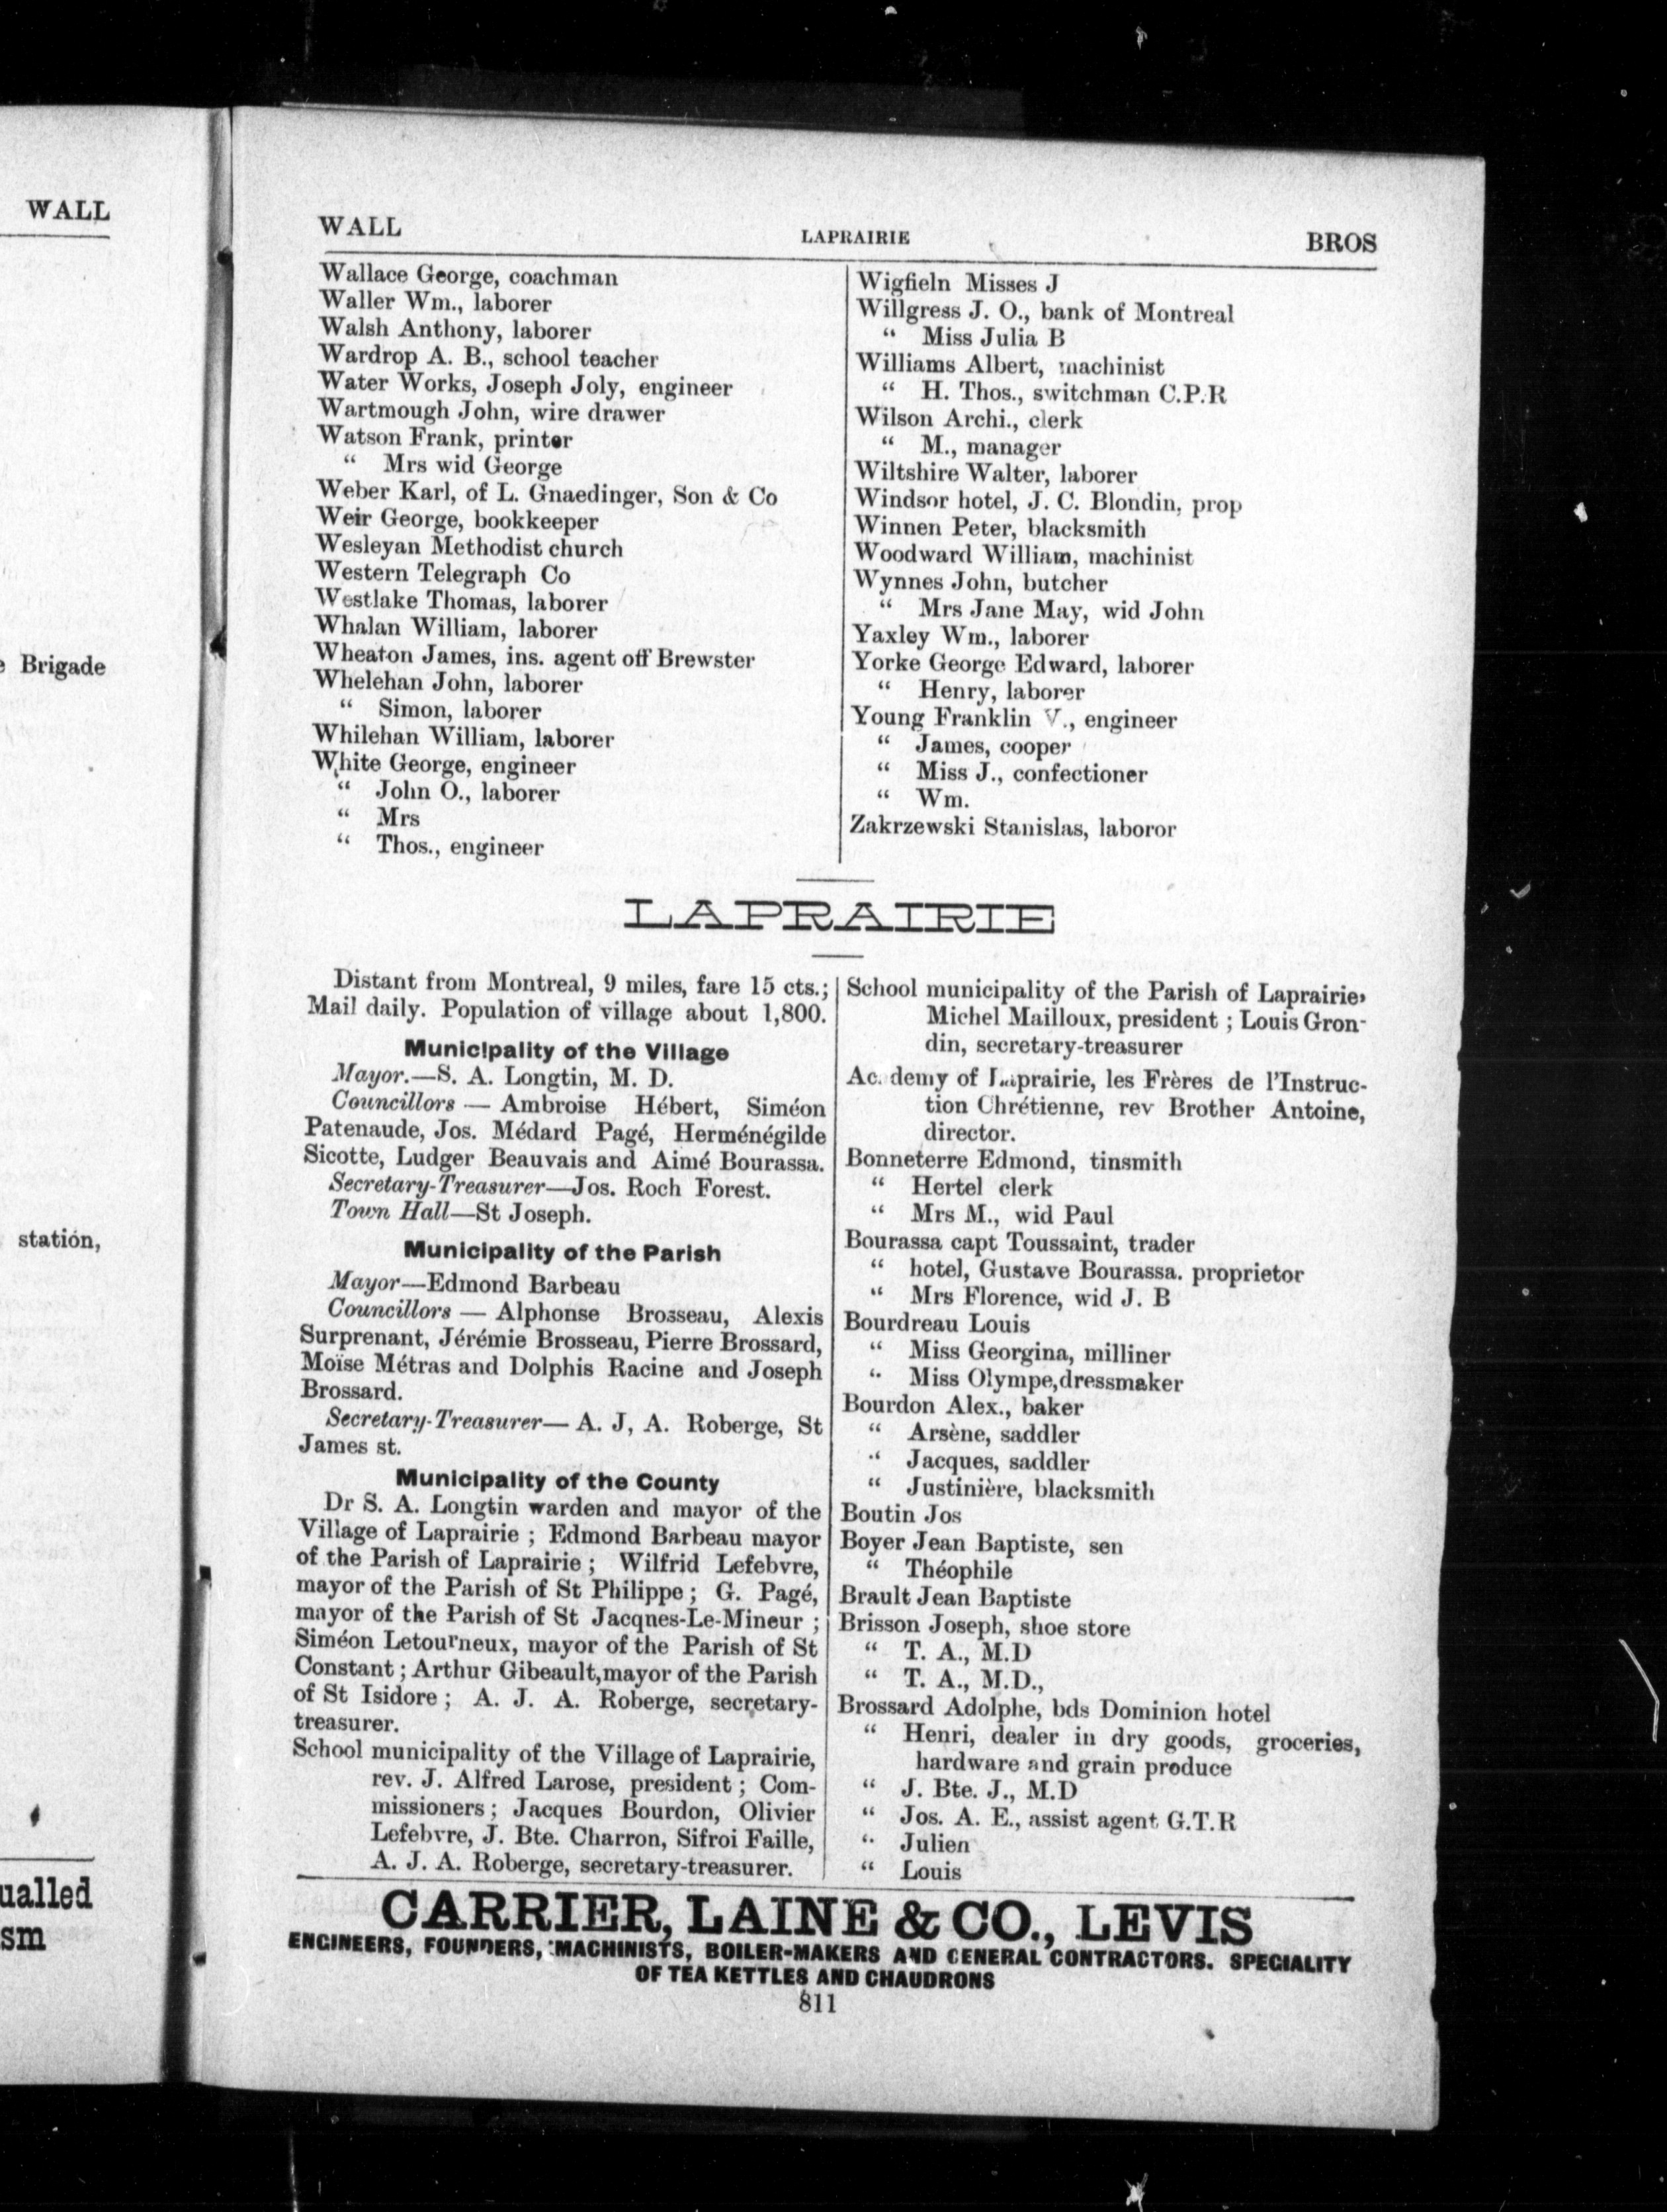 WALL
Brigade
station,
ualled
sm
WALL
LAPRAIRIE
BROS
Wallace George, coachman
Waller Wm., laborer
Walsh Anthony, laborer
Wardrop A. B., school teacher
Water Works, Joseph Joly, engineer
Wartmough John, wire drawer
Watson Frank, printer
“ Mrs wid George
Weber Karl, of L. Gnaedinger, Son & Co
Weir George, bookkeeper
Wesleyan Methodist church
Western Telegraph Co
Westlake Thomas, laborer
Whalan William, laborer
Wheaton James, ins. agent off Brewster
Whelehan John, laborer
“ Simon, laborer
Whilehan William, laborer
White George, engineer
“ John O., laborer
“ Mrs
“ Thos., engineer
Wigfieln Misses J
Willgress J. O., bank of Montreal
“ Miss Julia B
Williams Albert, machinist
“ H. Thos., switchman C.P.R
Wilson Archi., clerk
“ M., manager
Wiltshire Walter, laborer
Windsor hotel, J. C. Blondin, prop
Winnen Peter, blacksmith
Woodward William, machinist
Wynnes John, butcher
“ Mrs Jane May, wid John
Yaxley Wm., laborer
Yorke George Edward, laborer
“ Henry, laborer
Young Franklin V., engineer
“ James, cooper
“ Miss J., confectioner
“ Wm.
Zakrzewski Stanislas, laboror
LAPRAIRIE
Distant from Montreal, 9 miles, fare 15 cts.;
Mail daily. Population of village about 1,800.
Municipality of the Village
Mayor.—S. A. Longtin, M. D.
Councillors — Ambroise Hébert, Siméon
Patenaude, Jos. Médard Pagé, Herménégilde
Sicotte, Ludger Beauvais and Aimé Bourassa.
Secretary-Treasurer—Jos. Roch Forest.
Town Hall—St Joseph.
Municipality of the Parish
Mayor—Edmond Barbeau
Councillors — Alphonse Brosseau, Alexis
Surprenant, Jérémie Brosseau, Pierre Brossard,
Moïse Métras and Dolphis Racine and Joseph
Brossard.
Secretary-Treasurer— A. J, A. Roberge, St
James st.
Municipality of the County
Dr S. A. Longtin warden and mayor of the
Village of Laprairie ; Edmond Barbeau mayor
of the Parish of Laprairie ; Wilfrid Lefebvre,
mayor of the Parish of St Philippe ; G. Pagé,
mayor of the Parish of St Jacqnes-Le-Mineur ;
Siméon Letourneux, mayor of the Parish of St
Constant ; Arthur Gibeault,mayor of the Parish
of St Isidore ; A. J. A. Roberge, secretary-
treasurer.
School municipality of the Village of Laprairie,
rev. J. Alfred Larose, president ; Com-
missioners ; Jacques Bourdon, Olivier
Lefebvre, J. Bte. Charron, Sifroi Faille,
A. J. A. Roberge, secretary-treasurer.
School municipality of the Parish of Laprairie,
Michel Mailloux, president ; Louis Gron-
din, secretary-treasurer
Academy of Laprairie, les Frères de l'Instruc-
tion Chrétienne, rev Brother Antoine,
director.
Bonneterre Edmond, tinsmith
“ Hertel clerk
“ Mrs M., wid Paul
Bourassa capt Toussaint, trader
“ hotel, Gustave Bourassa. proprietor
“ Mrs Florence, wid J. B
Bourdreau Louis
“ Miss Georgina, milliner
“ Miss Olympe,dressmaker
Bourdon Alex., baker
“ Arsène, saddler
“ Jacques, saddler
“ Justinière, blacksmith
Boutin Jos
Boyer Jean Baptiste, sen
“ Théophile
Brault Jean Baptiste
Brisson Joseph, shoe store
“ T. A., M.D
“ T. A., M.D.,
Brossard Adolphe, bds Dominion hotel
“ Henri, dealer in dry goods, groceries,
hardware and grain produce
“ J. Bte. J., M.D
“ Jos. A. E., assist agent G.T.R
“ Julien
“ Louis
CARRIER, LAINE & CO., LEVIS
ENGINEERS, FOUNDERS, MACHINISTS, BOILER-MAKERS AND GENERAL CONTRACTORS. SPECIALITY
OF TEA KETTLES AND CHAUDRONS
811